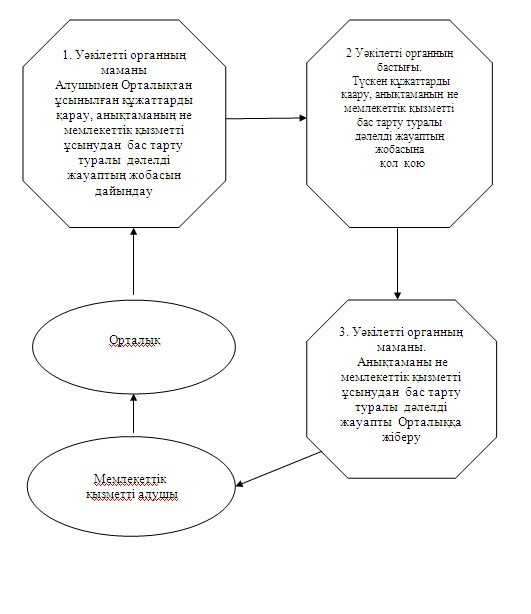 1. Уәкілетті органның
маманы
Алушымен Орталықтан
ұсынылған құжаттарды
қарау, анықтаманың не
мемлекеттік қызметті
ұсынудан бас тарту
туралы дәлелді
жауаптың жобасын
дайындау
2 Уәкілетті органның
бастығы.
Түскен құжаттарды
қаару, анықтаманың не
мемлекеттік қызметті
бас тарту туралы
дәлелді жауаптың
жобасына
қол қою
Орталық
3. Уәкілетті органның
маманы.
Анықтаманы не
мемлекеттік қызметті
ұсынудан бас тарту
туралы дәлелді
жауапты Орталыққа
жіберу
Мемлекеттік
қызметті алушы